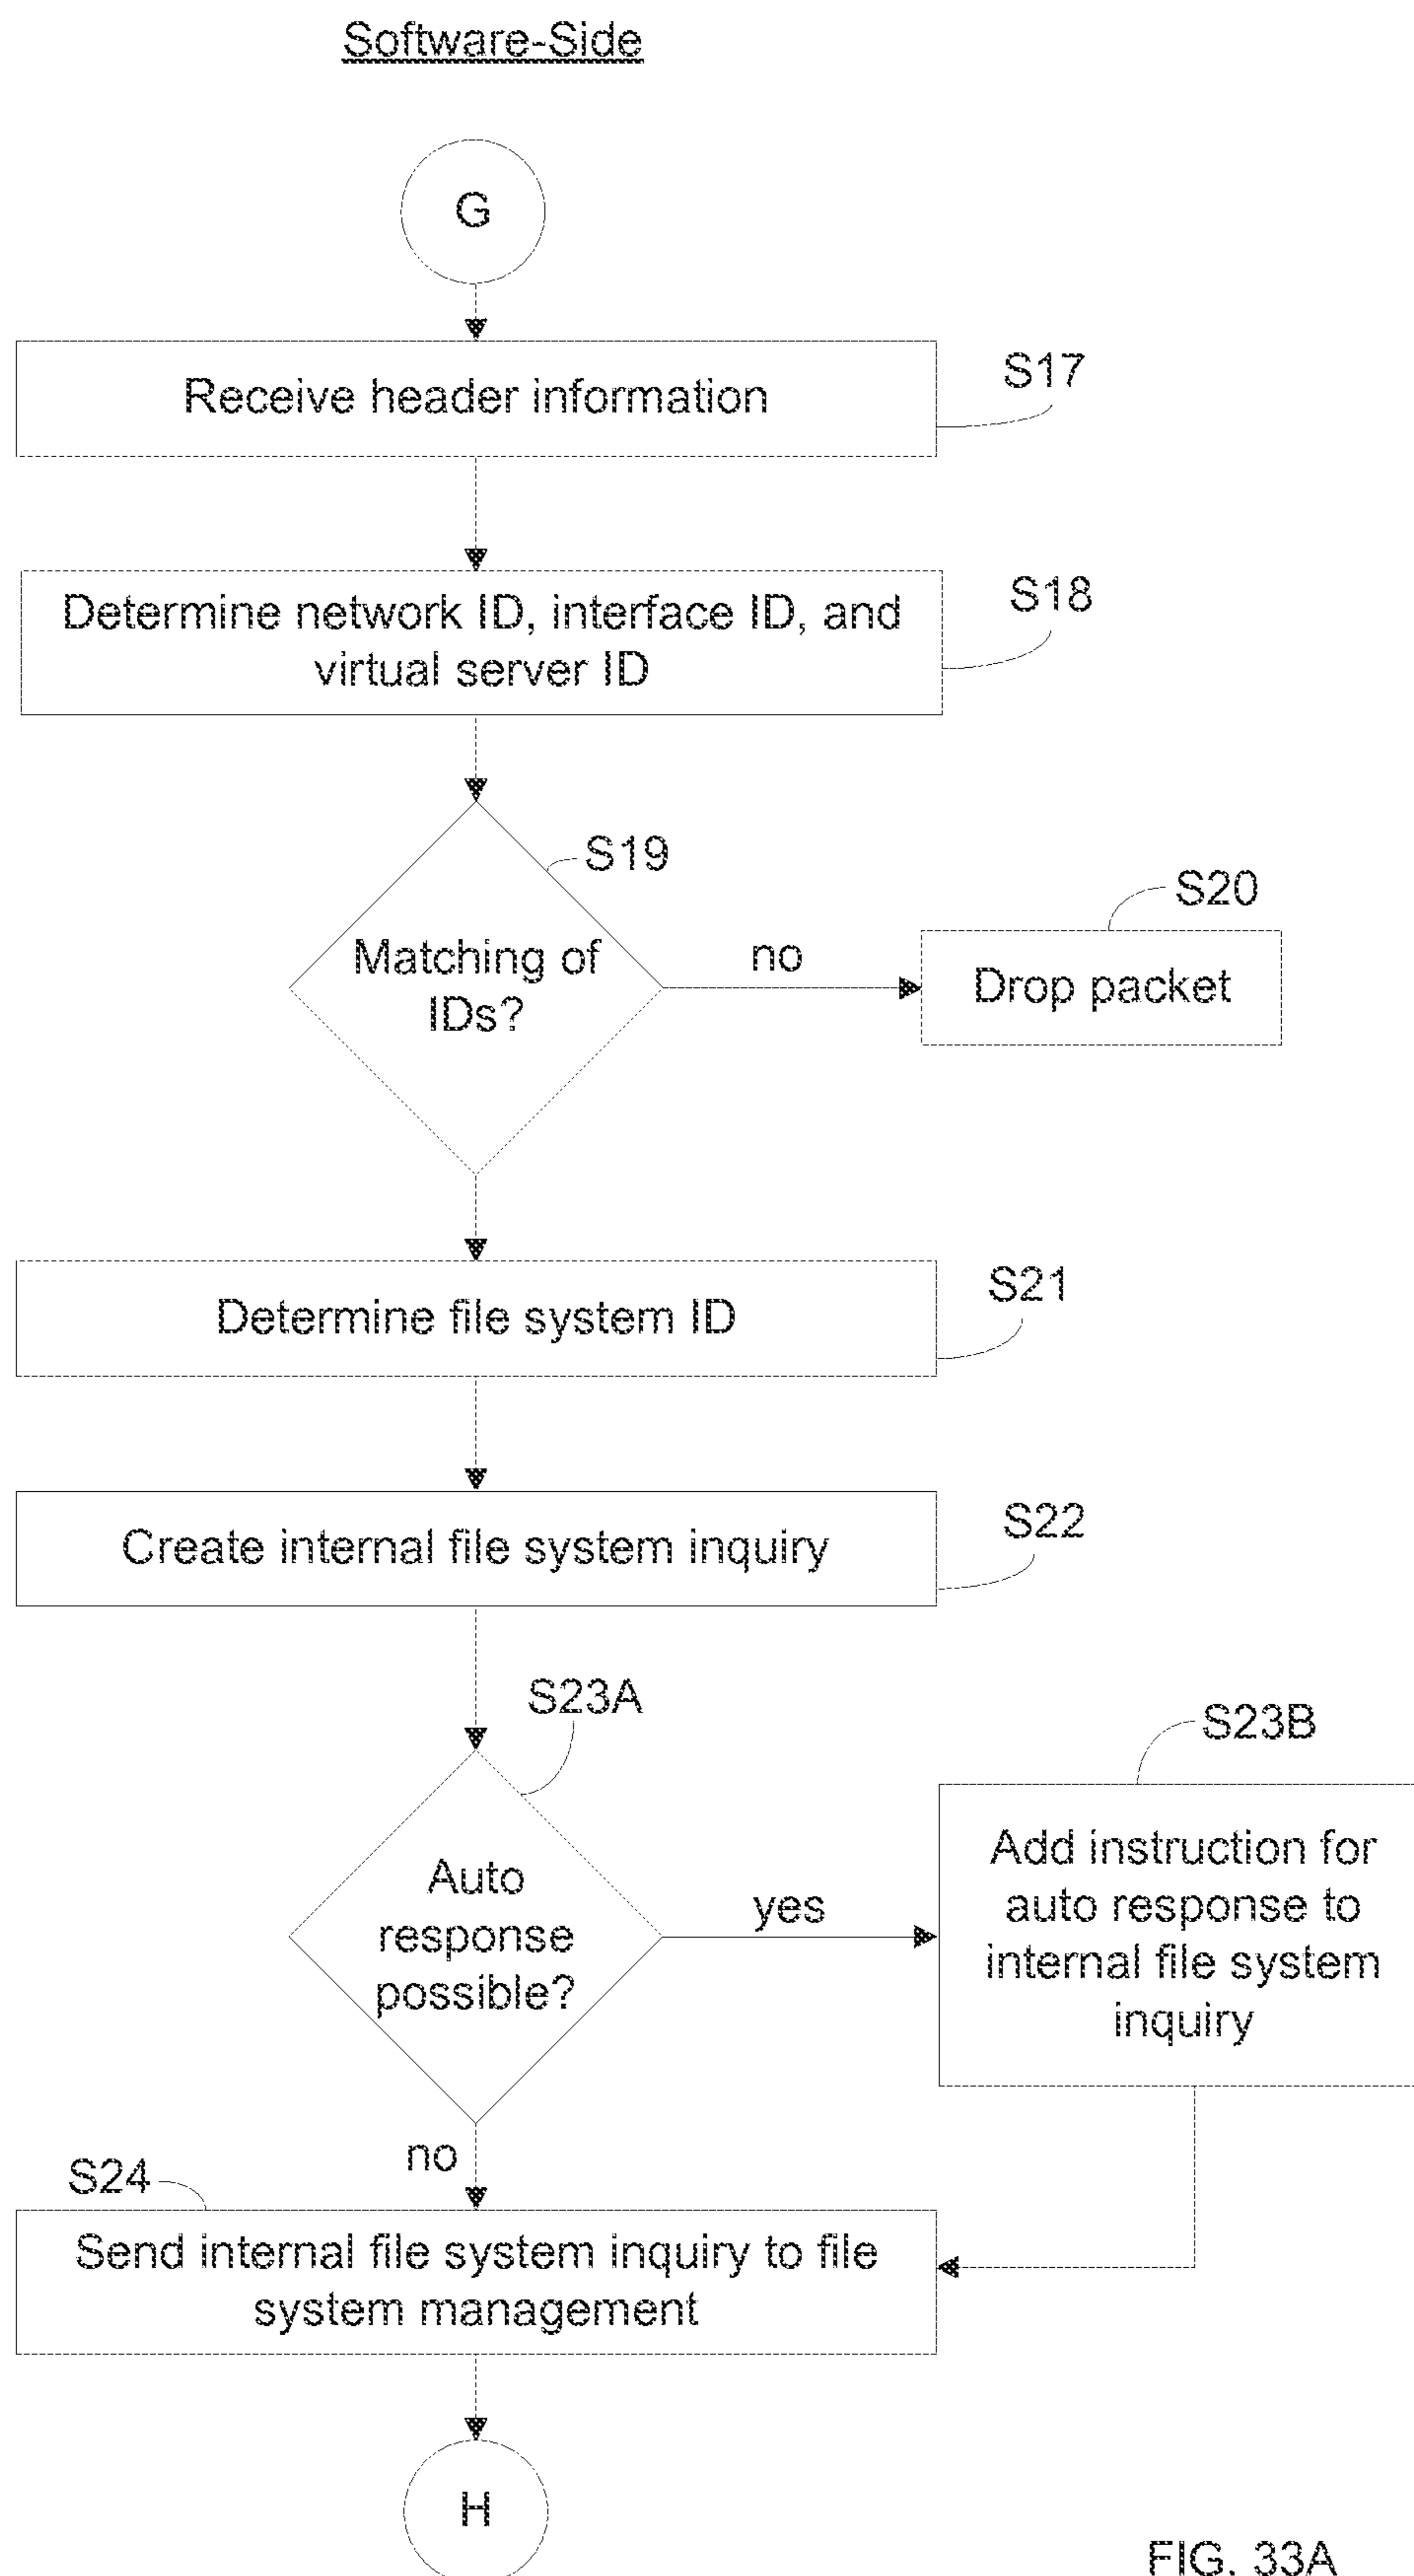 Software-Side
G
Receive header information
S17
Determine network ID, interface ID, and
virtual server ID
S18
S19
Matching of
IDs?
no
S20
Drop packet
Determine file system ID
S21
Create internal file system inquiry
S22
S23A
Auto
response
possible?
yes
S23B
Add instruction for
auto response to
internal file system
inquiry
no
S24
Send internal file system inquiry to file
system management
H
FIG. 33A